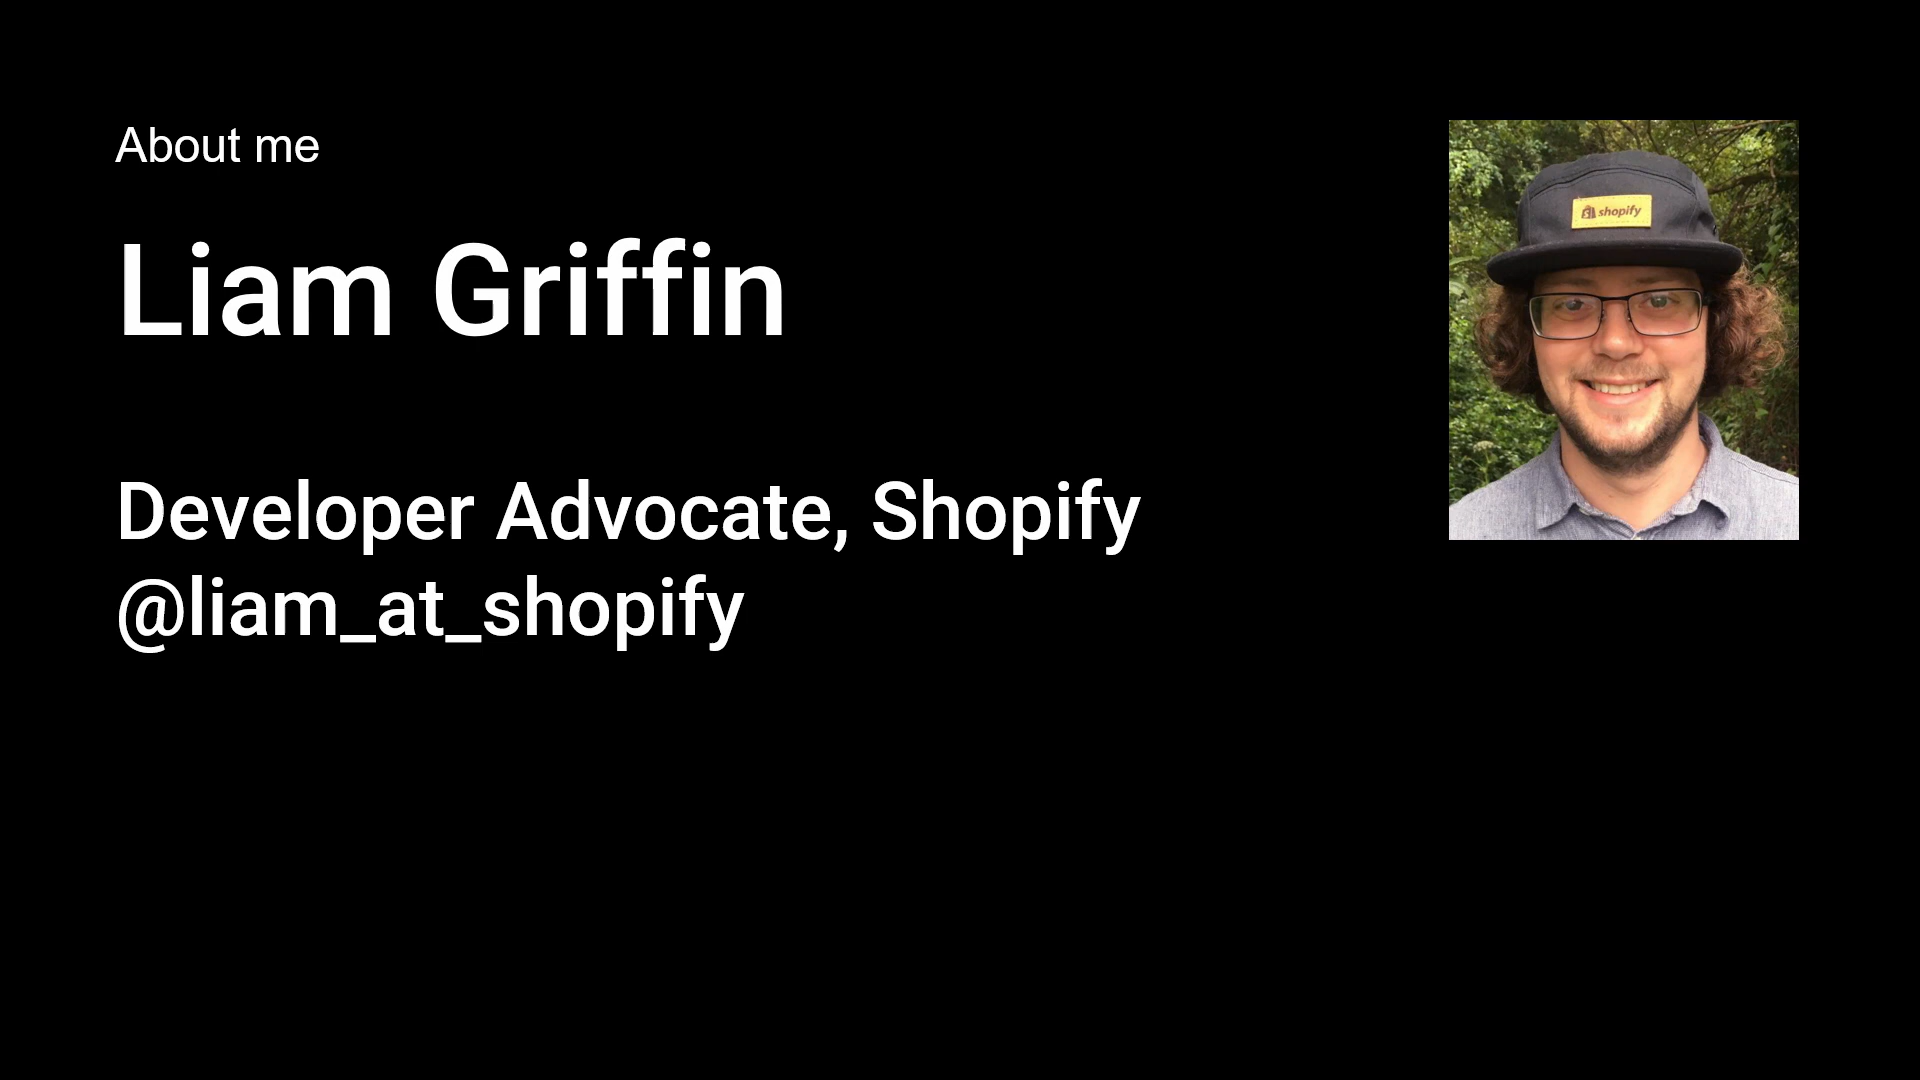 About me
Liam Griffin
Developer Advocate, Shopify
@liam_at_shopify
shopify